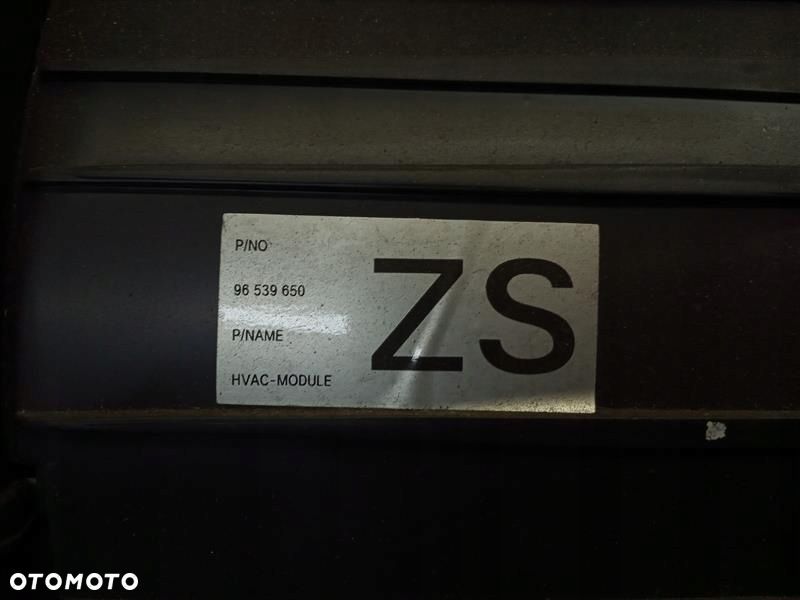 P/NO
96 539 650
P/NAME
HVAC-MODULE
ZS
OTOMOTO